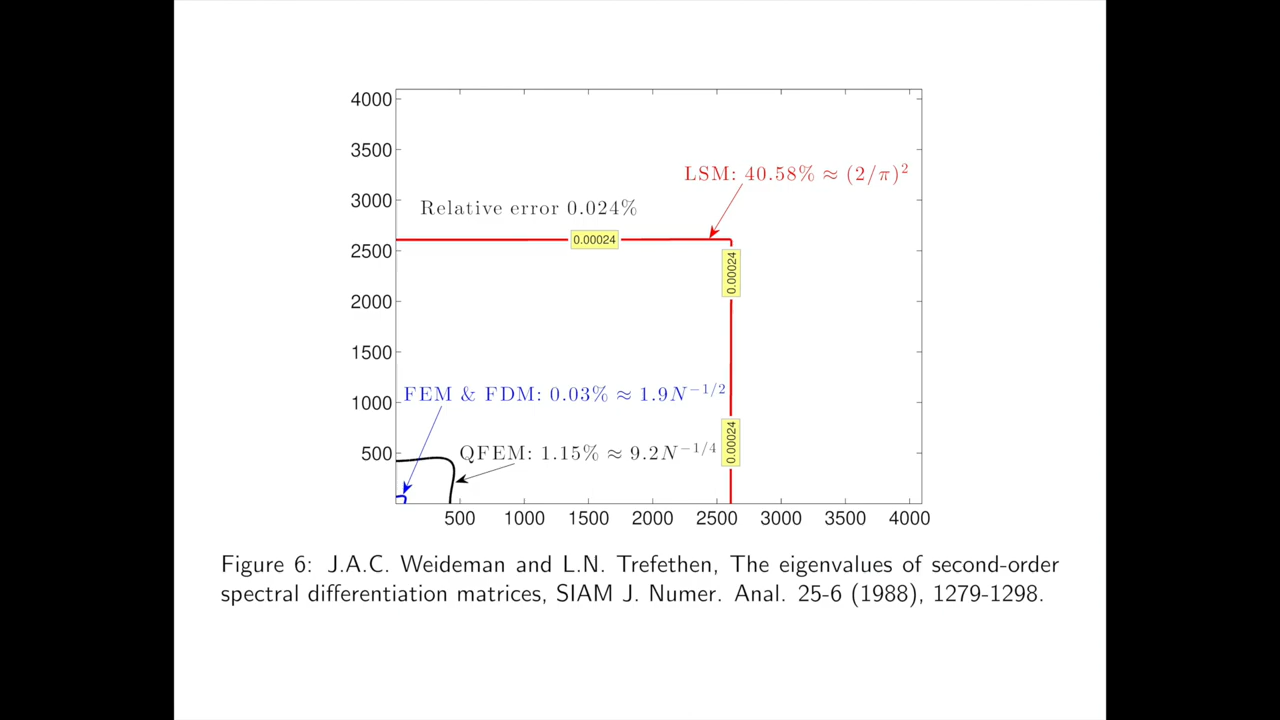 4000
3500
LSM: 40.58% ≈ (2/π)²
3000
Relative error 0.024%
0.00024
2500
0.00024
2000
1500
FEM & FDM: 0.03% ≈ 1.9N^{-1/2}
1000
0.00024
500
QFEM: 1.15% ≈ 9.2N^{-1/4}
500 1000 1500 2000 2500 3000 3500 4000
Figure 6: J.A.C. Weideman and L.N. Trefethen, The eigenvalues of second-order
spectral differentiation matrices, SIAM J. Numer. Anal. 25-6 (1988), 1279-1298.